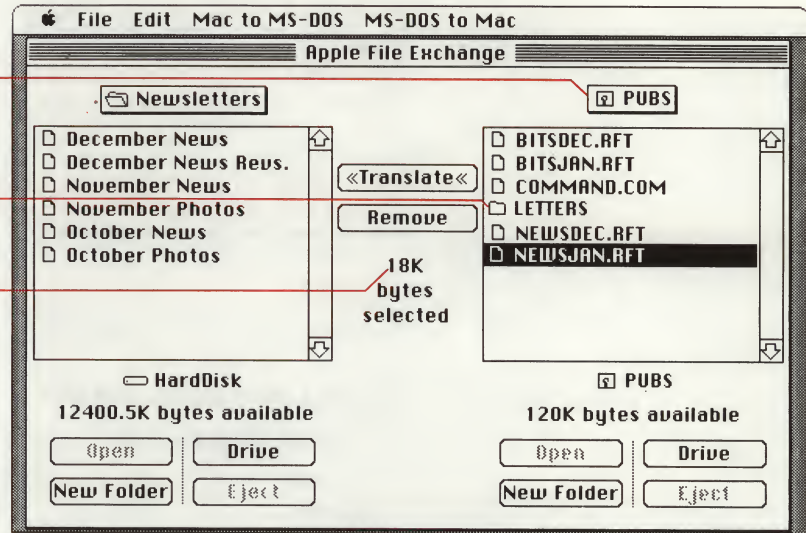 File Edit Mac to MS-DOS MS-DOS to Mac
Apple File Exchange
Newsletters
December News
December News Revs.
November News
November Photos
October News
October Photos
HardDisk
12400.5K bytes available
Open Drive
New Folder Eject
«Translate«
Remove
18K
bytes
selected
PUBS
BITSDEC.RFT
BITSJAN.RFT
COMMAND.COM
LETTERS
NEWSDEC.RFT
NEWSJAN.RFT
PUBS
120K bytes available
Open Drive
New Folder Eject